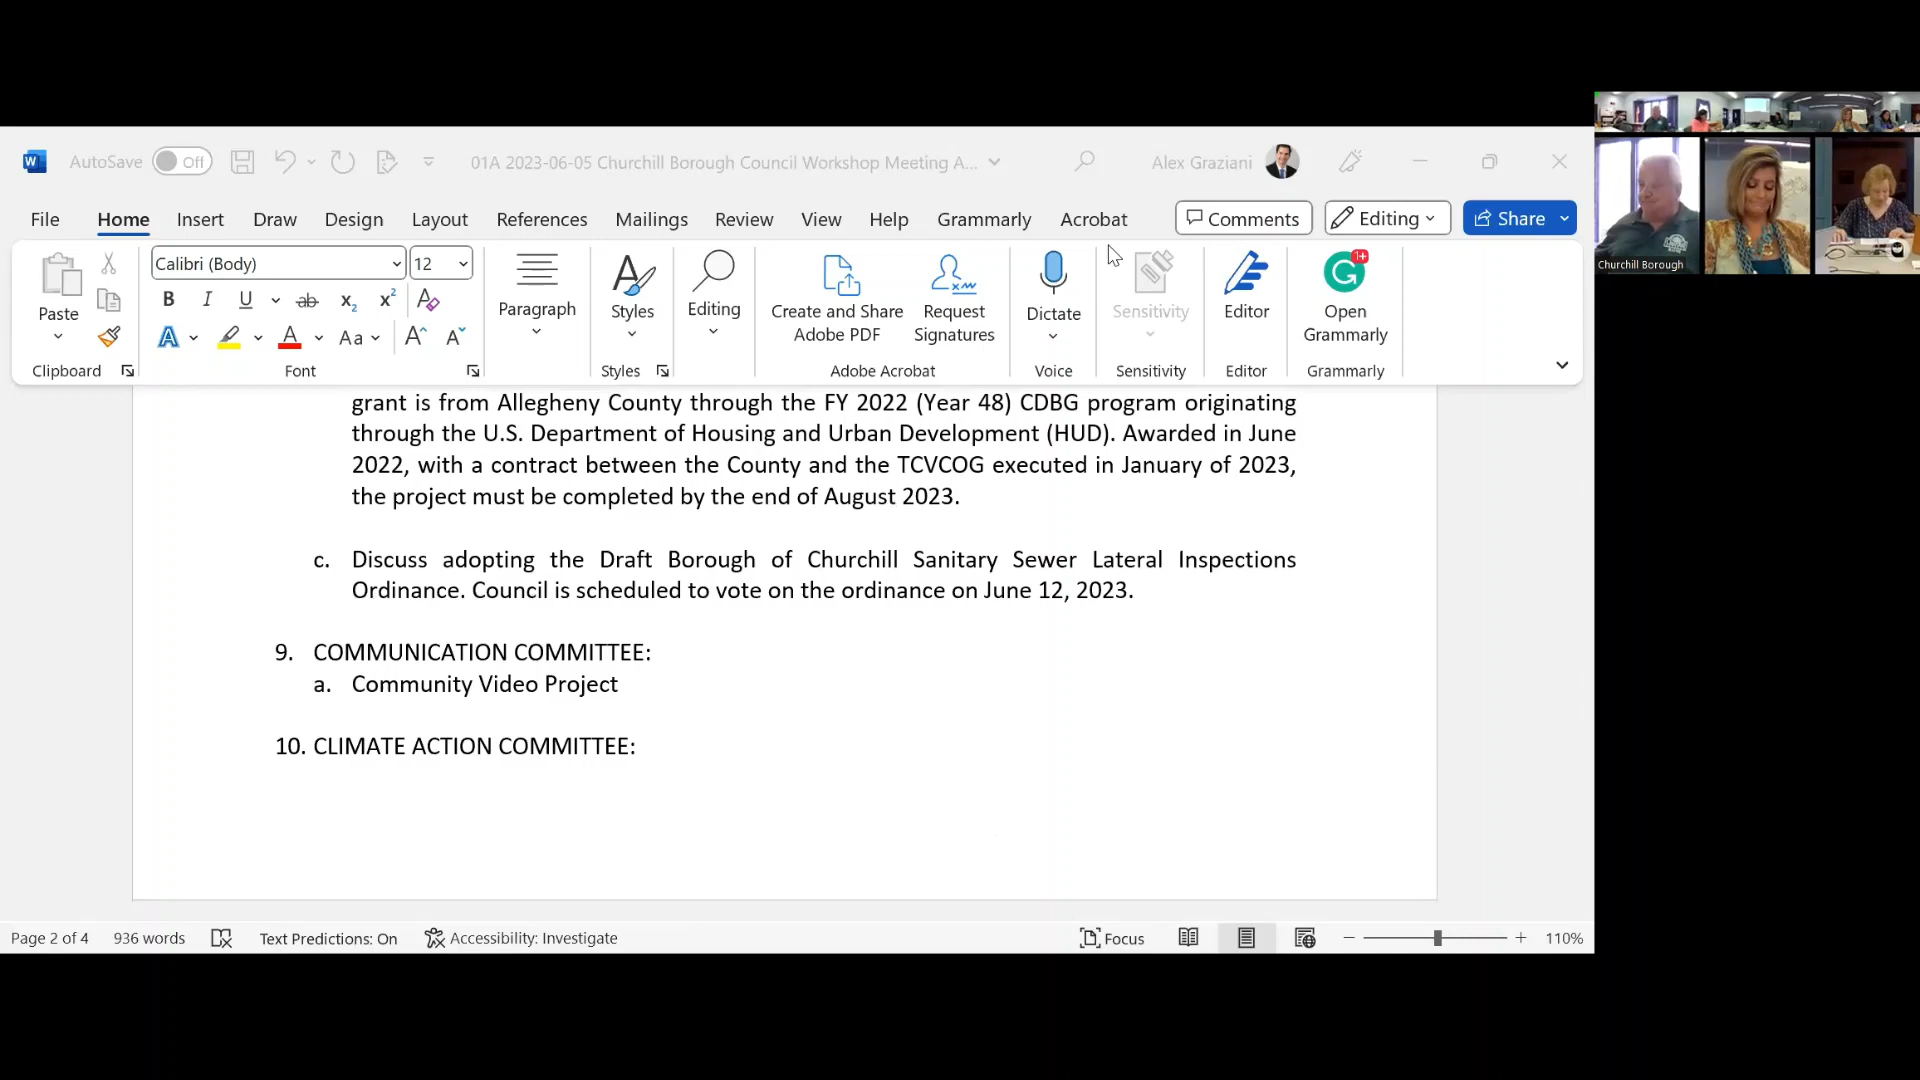 AutoSave Off 01A 2023-06-05 Churchill Borough Council Workshop Meeting A... Alex Graziani
File Home Insert Draw Design Layout References Mailings Review View Help Grammarly Acrobat Comments Editing Share
Calibri (Body) 12
Paste
B I U ab x2 x2 A
A A Aa A A
Paragraph
Styles
Editing
Create and Share
Adobe PDF
Request
Signatures
Dictate
Sensitivity
Editor
1+
Open
Grammarly
Clipboard Font Styles Adobe Acrobat Voice Sensitivity Editor Grammarly
Churchill Borough
grant is from Allegheny County through the FY 2022 (Year 48) CDBG program originating
through the U.S. Department of Housing and Urban Development (HUD). Awarded in June
2022, with a contract between the County and the TCVCOG executed in January of 2023,
the project must be completed by the end of August 2023.
c. Discuss adopting the Draft Borough of Churchill Sanitary Sewer Lateral Inspections
Ordinance. Council is scheduled to vote on the ordinance on June 12, 2023.
9. COMMUNICATION COMMITTEE:
a. Community Video Project
10. CLIMATE ACTION COMMITTEE:
Page 2 of 4 936 words Text Predictions: On Accessibility: Investigate Focus 110%